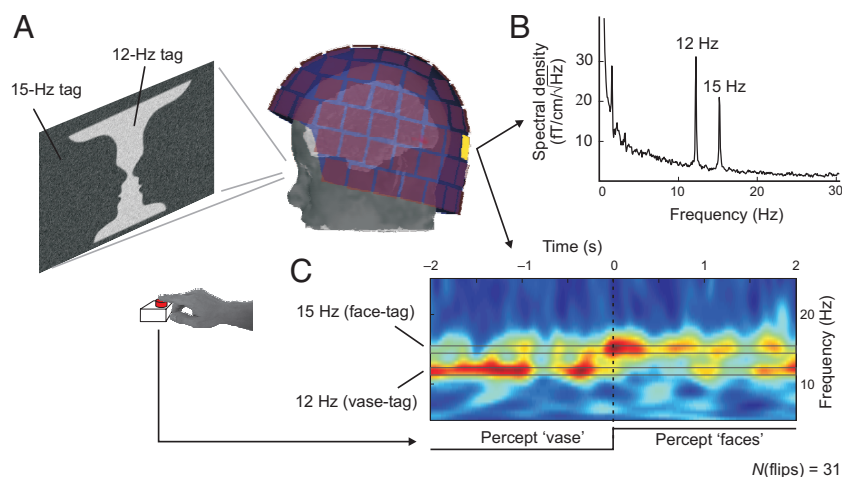 A
12-Hz tag
15-Hz tag
B
Spectral density
(fT/cm/√Hz)
30
20
10
12 Hz
15 Hz
0
10
20
30
Frequency (Hz)
C
Time (s)
–2
–1
0
1
2
15 Hz (face-tag)
12 Hz (vase-tag)
20
10
Frequency (Hz)
Percept ‘vase’
Percept ‘faces’
N(flips) = 31